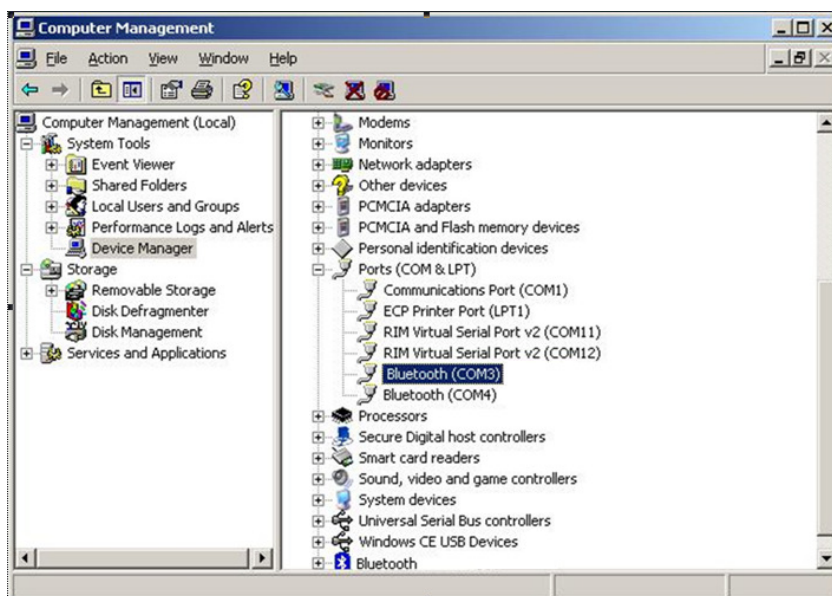 Computer Management
File Action View Window Help
Computer Management (Local)
System Tools
Event Viewer
Shared Folders
Local Users and Groups
Performance Logs and Alerts
Device Manager
Storage
Removable Storage
Disk Defragmenter
Disk Management
Services and Applications
Modems
Monitors
Network adapters
Other devices
PCMCIA adapters
PCMCIA and Flash memory devices
Personal identification devices
Ports (COM & LPT)
Communications Port (COM1)
ECP Printer Port (LPT1)
RIM Virtual Serial Port v2 (COM11)
RIM Virtual Serial Port v2 (COM12)
Bluetooth (COM3)
Bluetooth (COM4)
Processors
Secure Digital host controllers
Smart card readers
Sound, video and game controllers
System devices
Universal Serial Bus controllers
Windows CE USB Devices
Bluetooth